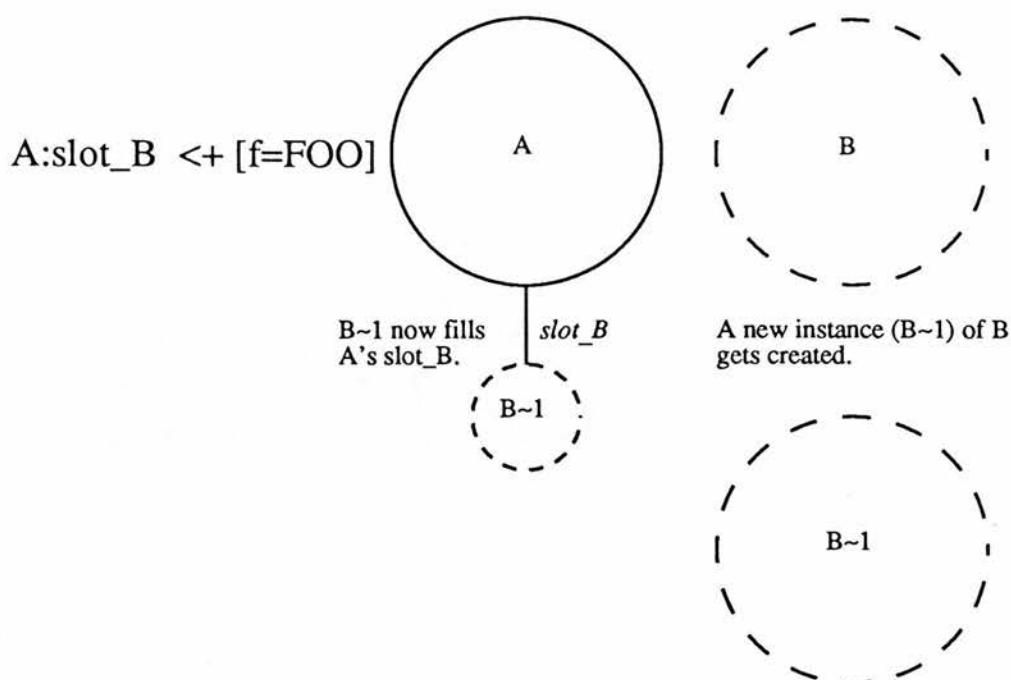 A:slot_B <+ [f=FOO]
A
B
B~1 now fills
A's slot_B.
slot_B
A new instance (B~1) of B
gets created.
B~1
B~1